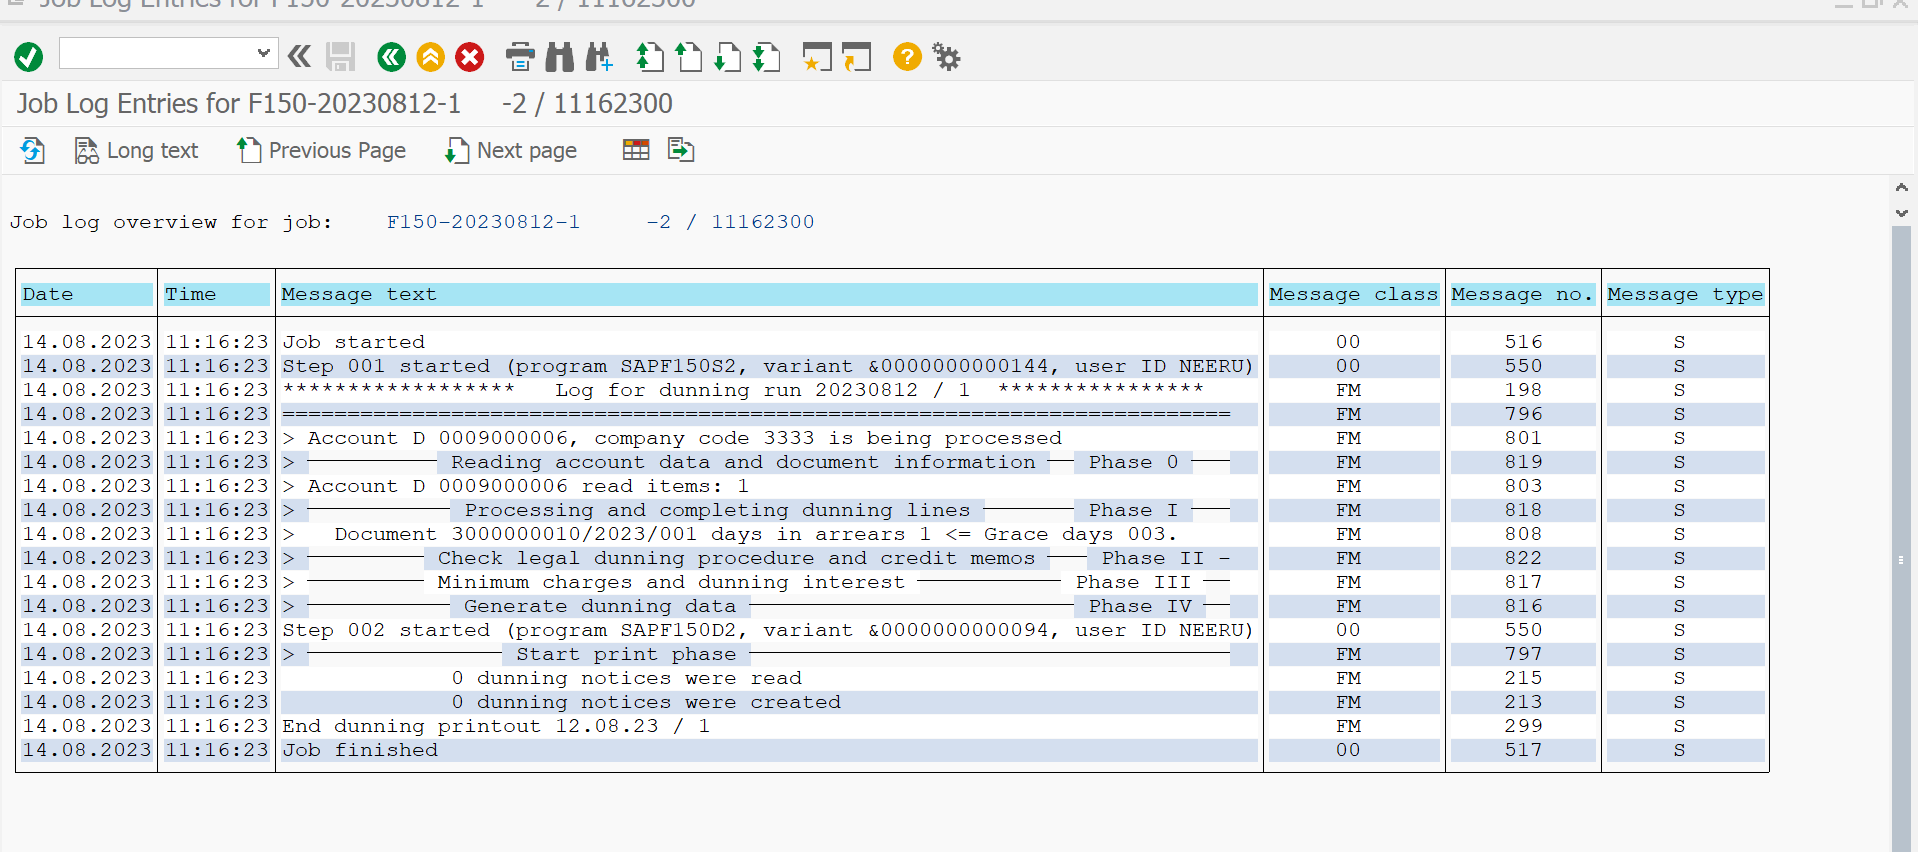 Job Log Entries for F150-20230812-1 -2 / 11162300
Job Log Entries for F150-20230812-1 -2 / 11162300
Long text Previous Page Next page
Job log overview for job: F150-20230812-1 -2 / 11162300
Date Time Message text Message class Message no. Message type
14.08.2023 11:16:23 Job started 00 516 S
14.08.2023 11:16:23 Step 001 started (program SAPF150S2, variant &0000000000144, user ID NEERU) 00 550 S
14.08.2023 11:16:23 ****************** Log for dunning run 20230812 / 1 **************** FM 198 S
14.08.2023 11:16:23 ========================================================================= FM 796 S
14.08.2023 11:16:23 > Account D 0009000006, company code 3333 is being processed FM 801 S
14.08.2023 11:16:23 > Reading account data and document information Phase 0 FM 819 S
14.08.2023 11:16:23 > Account D 0009000006 read items: 1 FM 803 S
14.08.2023 11:16:23 > Processing and completing dunning lines Phase I FM 818 S
14.08.2023 11:16:23 > Document 3000000010/2023/001 days in arrears 1 <= Grace days 003. FM 808 S
14.08.2023 11:16:23 > Check legal dunning procedure and credit memos Phase II - FM 822 S
14.08.2023 11:16:23 > Minimum charges and dunning interest Phase III FM 817 S
14.08.2023 11:16:23 > Generate dunning data Phase IV FM 816 S
14.08.2023 11:16:23 Step 002 started (program SAPF150D2, variant &0000000000094, user ID NEERU) 00 550 S
14.08.2023 11:16:23 > Start print phase FM 797 S
14.08.2023 11:16:23 0 dunning notices were read FM 215 S
14.08.2023 11:16:23 0 dunning notices were created FM 213 S
14.08.2023 11:16:23 End dunning printout 12.08.23 / 1 FM 299 S
14.08.2023 11:16:23 Job finished 00 517 S